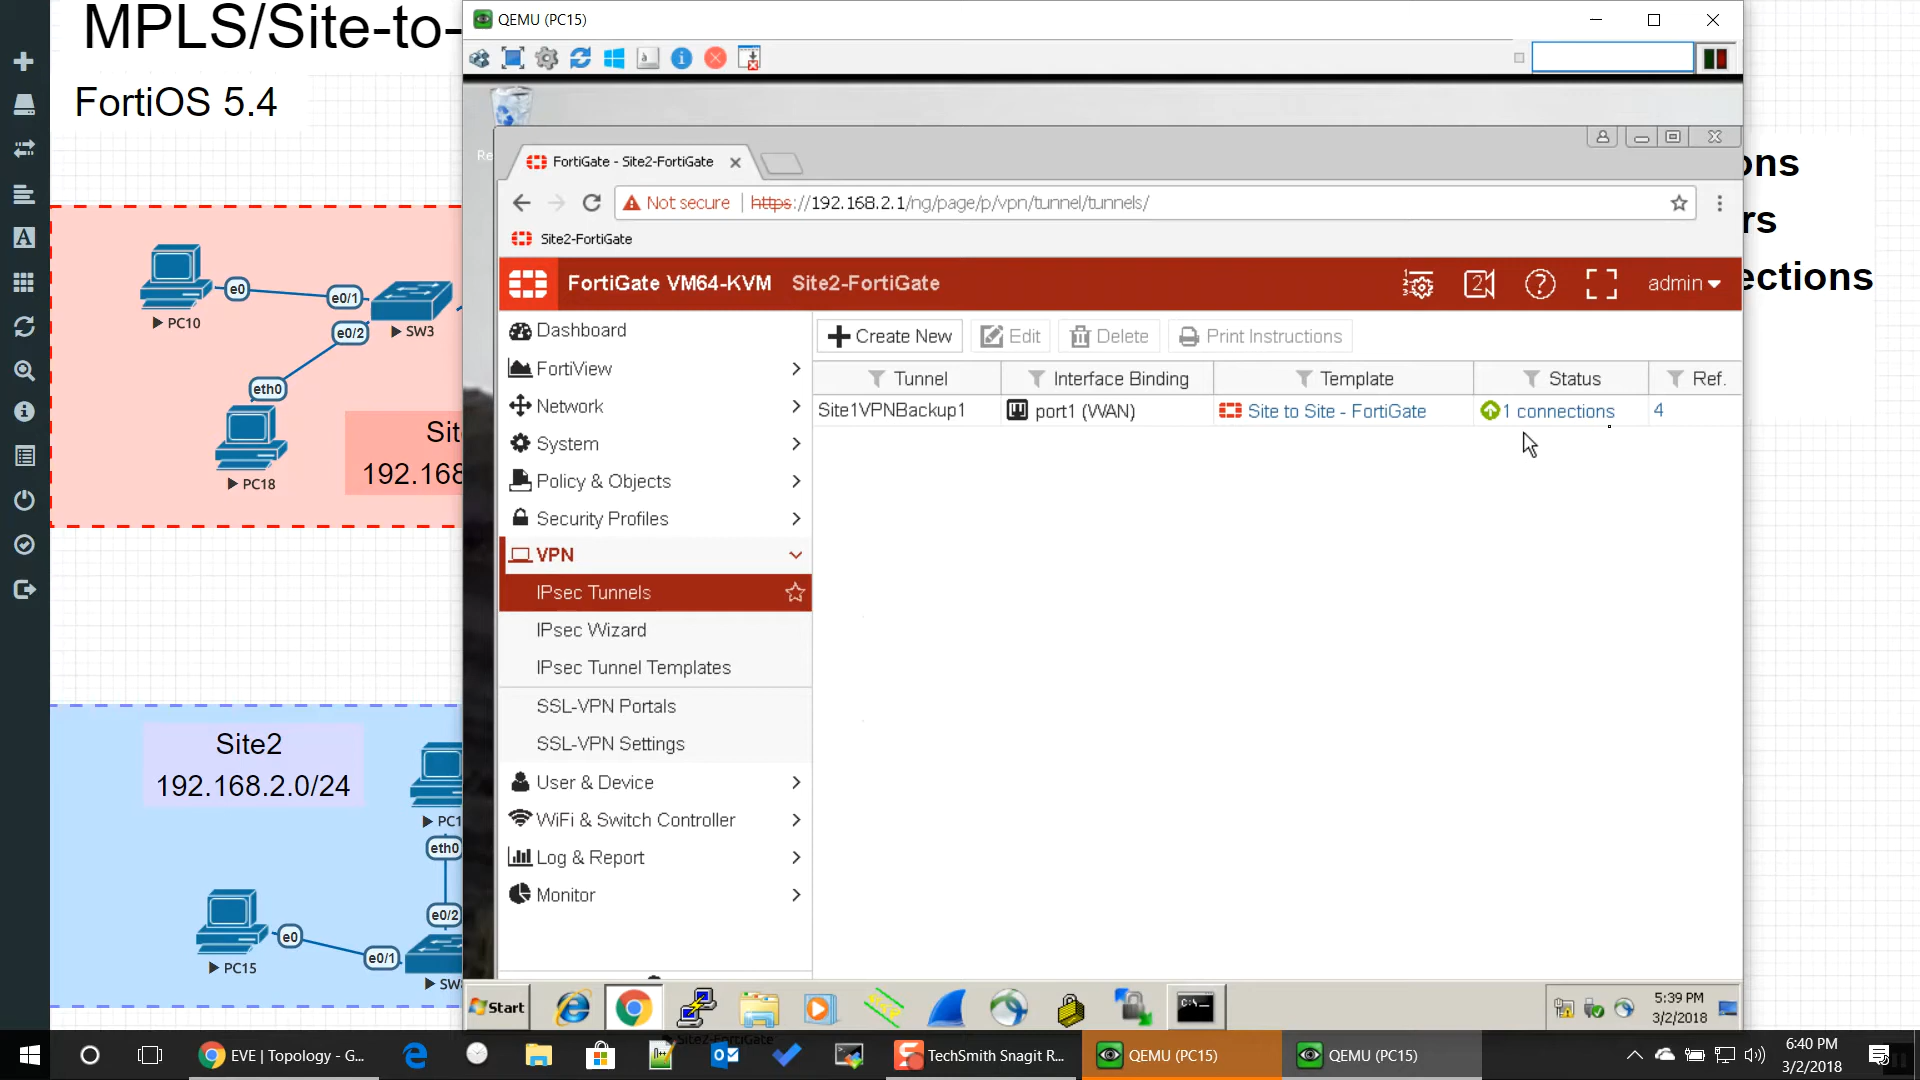 MPLS/Site-to-
FortiOS 5.4
ons
rs
ections
QEMU (PC15)
FortiGate - Site2-FortiGate
Not secure
https://192.168.2.1/ng/page/p/vpn/tunnel/tunnels/
Site2-FortiGate
FortiGate VM64-KVM Site2-FortiGate
2
?
admin
Dashboard
FortiView
Network
System
Policy & Objects
Security Profiles
VPN
IPsec Tunnels
IPsec Wizard
IPsec Tunnel Templates
SSL-VPN Portals
SSL-VPN Settings
User & Device
WiFi & Switch Controller
Log & Report
Monitor
Create New Edit Delete Print Instructions
Tunnel Interface Binding Template Status Ref.
Site1VPNBackup1 port1 (WAN) Site to Site - FortiGate 1 connections 4
Re
e0
e0/1
PC10
SW3
e0/2
eth0
PC18
Sit
192.168
Site2
192.168.2.0/24
PC1
eth0
e0/2
e0
e0/1
PC15
SW
Start
5:39 PM
3/2/2018
Site2-FortiGate
EVE | Topology - G...
TechSmith Snagit R...
QEMU (PC15)
QEMU (PC15)
6:40 PM
3/2/2018